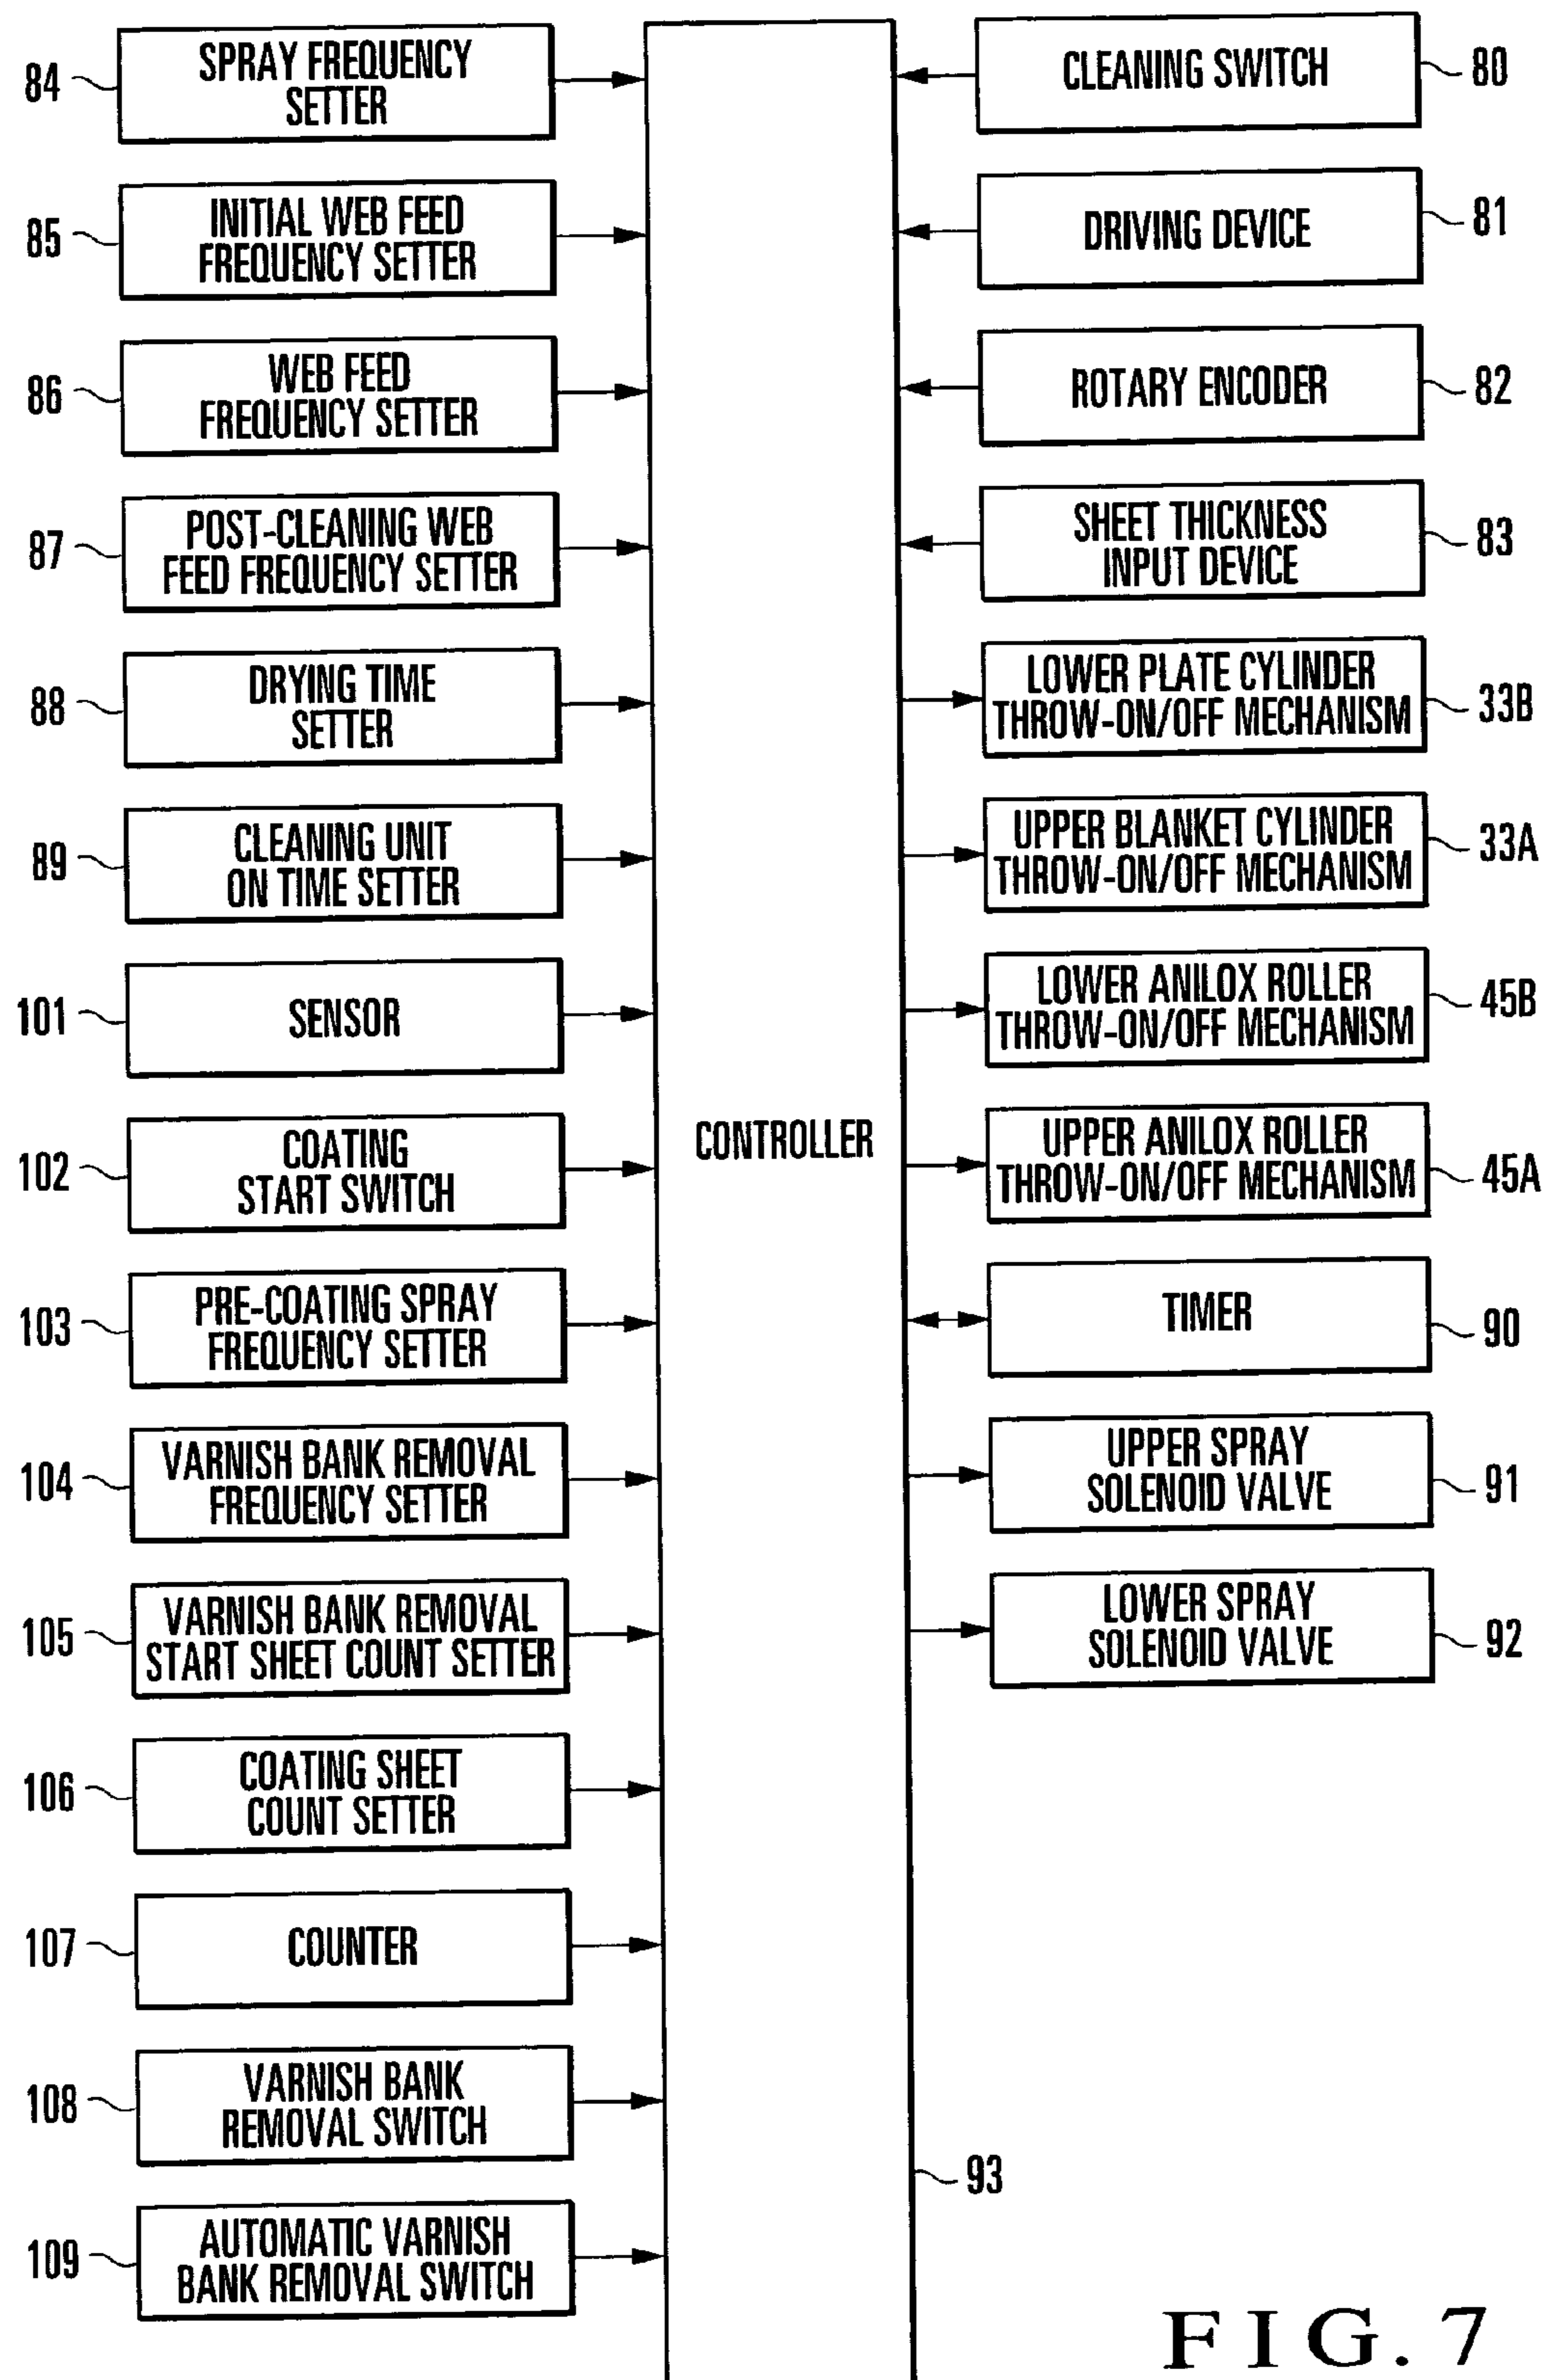 84
SPRAY FREQUENCY
SETTER
85
INITIAL WEB FEED
FREQUENCY SETTER
86
WEB FEED
FREQUENCY SETTER
87
POST-CLEANING WEB
FEED FREQUENCY SETTER
88
DRYING TIME
SETTER
89
CLEANING UNIT
ON TIME SETTER
101
SENSOR
102
COATING
START SWITCH
103
PRE-COATING SPRAY
FREQUENCY SETTER
104
VARNISH BANK REMOVAL
FREQUENCY SETTER
105
VARNISH BANK REMOVAL
START SHEET COUNT SETTER
106
COATING SHEET
COUNT SETTER
107
COUNTER
108
VARNISH BANK
REMOVAL SWITCH
109
AUTOMATIC VARNISH
BANK REMOVAL SWITCH
CONTROLLER
93
CLEANING SWITCH
80
DRIVING DEVICE
81
ROTARY ENCODER
82
SHEET THICKNESS
INPUT DEVICE
83
LOWER PLATE CYLINDER
THROW-ON/OFF MECHANISM
33B
UPPER BLANKET CYLINDER
THROW-ON/OFF MECHANISM
33A
LOWER ANILOX ROLLER
THROW-ON/OFF MECHANISM
45B
UPPER ANILOX ROLLER
THROW-ON/OFF MECHANISM
45A
TIMER
90
UPPER SPRAY
SOLENOID VALVE
91
LOWER SPRAY
SOLENOID VALVE
92
FIG. 7